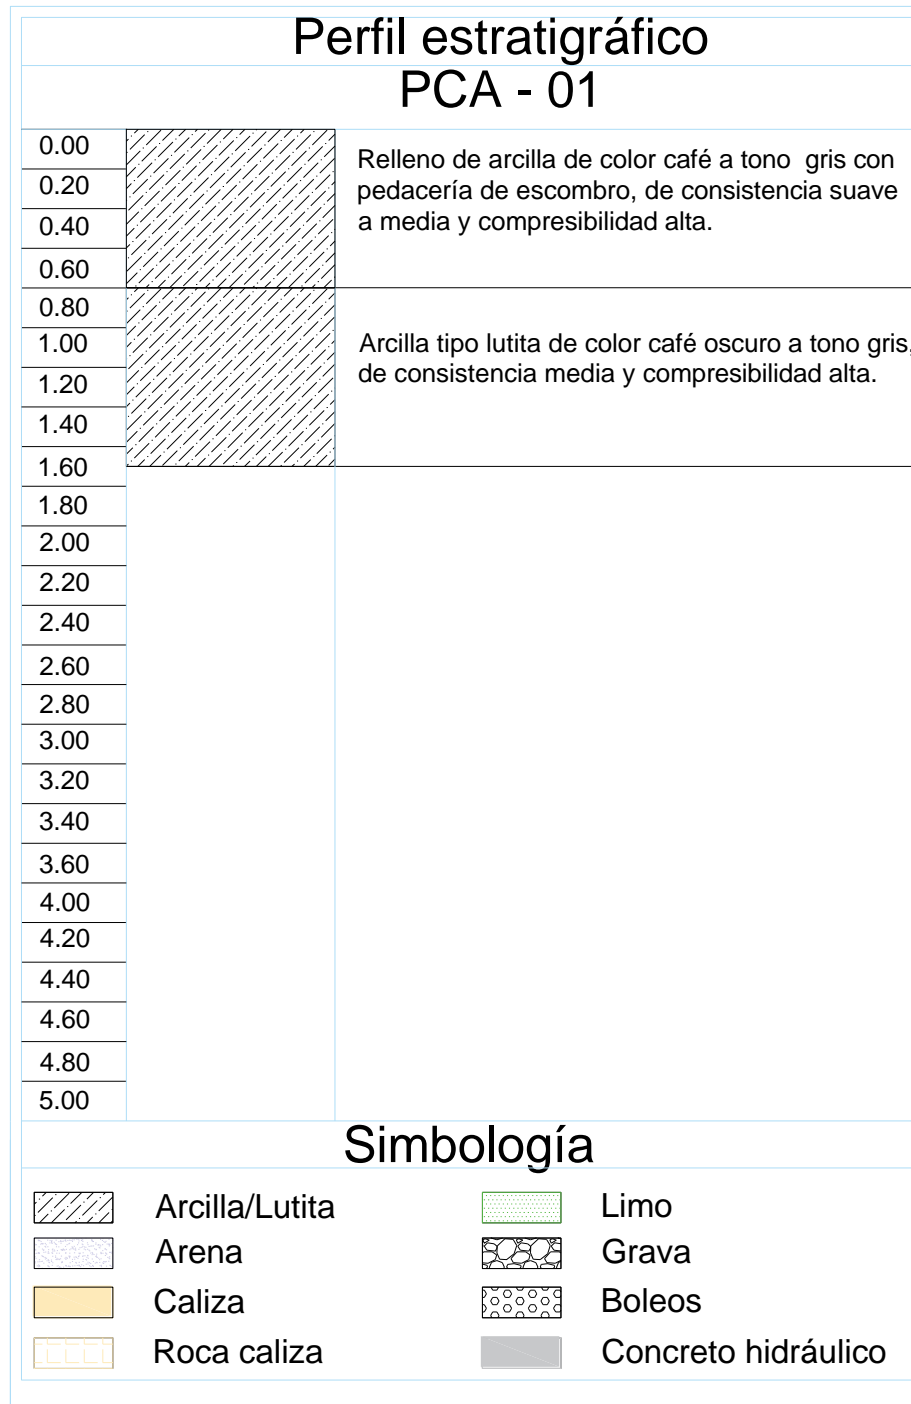 Perfil estratigráfico
PCA - 01
0.00
Relleno de arcilla de color café a tono gris con
0.20
pedacería de escombro, de consistencia suave
0.40
a media y compresibilidad alta.
0.60
0.80
1.00
Arcilla tipo lutita de color café oscuro a tono gris,
1.20
de consistencia media y compresibilidad alta.
1.40
1.60
1.80
2.00
2.20
2.40
2.60
2.80
3.00
3.20
3.40
3.60
4.00
4.20
4.40
4.60
4.80
5.00
Simbología
Arcilla/Lutita
Limo
Arena
Grava
Caliza
Boleos
Roca caliza
Concreto hidráulico